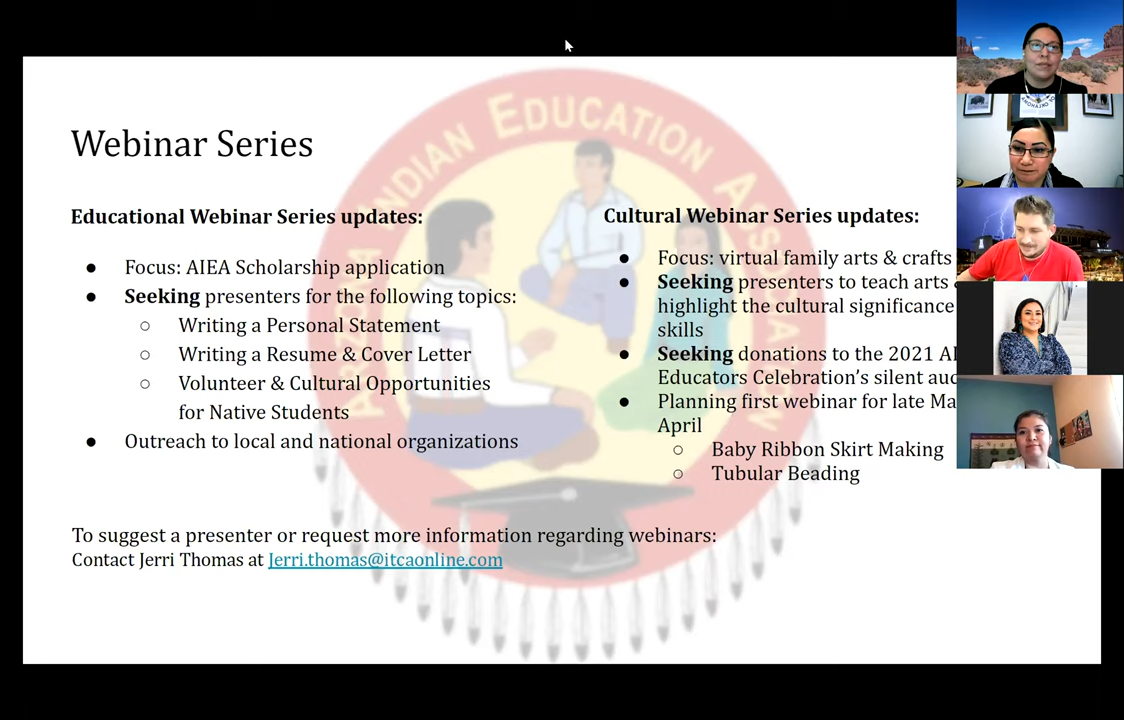 Webinar Series
Educational Webinar Series updates:
● Focus: AIEA Scholarship application
● Seeking presenters for the following topics:
○ Writing a Personal Statement
○ Writing a Resume & Cover Letter
○ Volunteer & Cultural Opportunities
for Native Students
● Outreach to local and national organizations
Cultural Webinar Series updates:
● Focus: virtual family arts & crafts
● Seeking presenters to teach arts
highlight the cultural significance
skills
● Seeking donations to the 2021
Educators Celebration's silent
● Planning first webinar for late
April
○ Baby Ribbon Skirt Making
○ Tubular Beading
To suggest a presenter or request more information regarding webinars:
Contact Jerri Thomas at Jerri.thomas@itcaonline.com
ARIZONA INDIAN EDUCATION ASSOCIATION